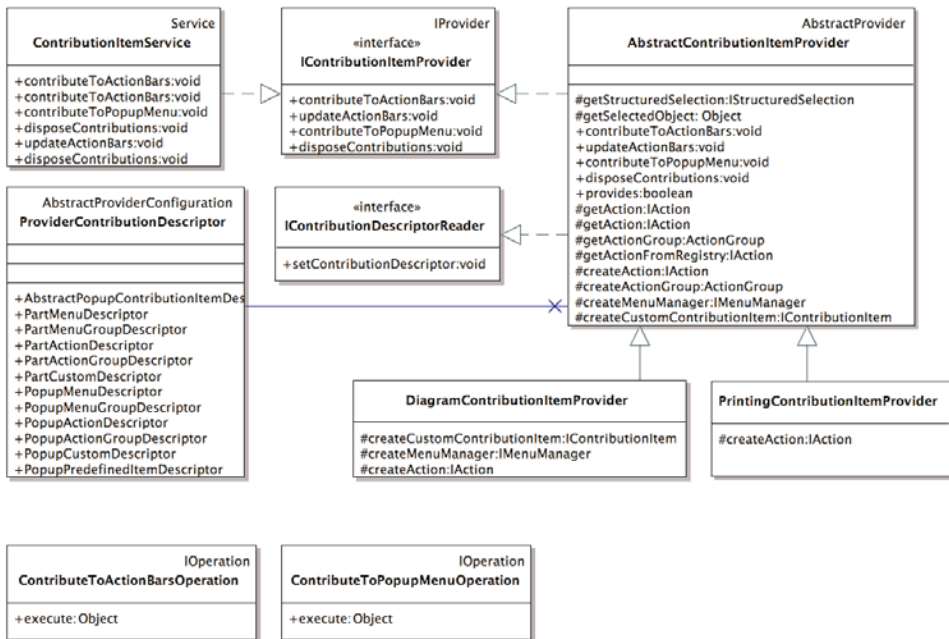 Service
ContributionItemService
+contributeToActionBars:void
+contributeToActionBars:void
+contributeToPopupMenu:void
+disposeContributions:void
+updateActionBars:void
+disposeContributions:void
IProvider
«interface»
IContributionItemProvider
+contributeToActionBars:void
+updateActionBars:void
+contributeToPopupMenu:void
+disposeContributions:void
AbstractProvider
AbstractContributionItemProvider
#getStructuredSelection:IStructuredSelection
#getSelectedObject: Object
+contributeToActionBars:void
+updateActionBars:void
+contributeToPopupMenu:void
+disposeContributions:void
+provides:boolean
#getAction:IAction
#getAction:IAction
#getActionGroup:ActionGroup
#getActionFromRegistry:IAction
#createAction:IAction
#createActionGroup:ActionGroup
#createMenuManager:IMenuManager
#createCustomContributionItem:IContributionItem
AbstractProviderConfiguration
ProviderContributionDescriptor
+AbstractPopupContributionItemDes
+PartMenuDescriptor
+PartMenuGroupDescriptor
+PartActionDescriptor
+PartActionGroupDescriptor
+PartCustomDescriptor
+PopupMenuDescriptor
+PopupMenuGroupDescriptor
+PopupActionDescriptor
+PopupActionGroupDescriptor
+PopupCustomDescriptor
+PopupPredefinedItemDescriptor
«interface»
IContributionDescriptorReader
+setContributionDescriptor:void
DiagramContributionItemProvider
#createCustomContributionItem:IContributionItem
#createMenuManager:IMenuManager
#createAction:IAction
PrintingContributionItemProvider
#createAction:IAction
IOperation
ContributeToActionBarsOperation
+execute:Object
IOperation
ContributeToPopupMenuOperation
+execute:Object